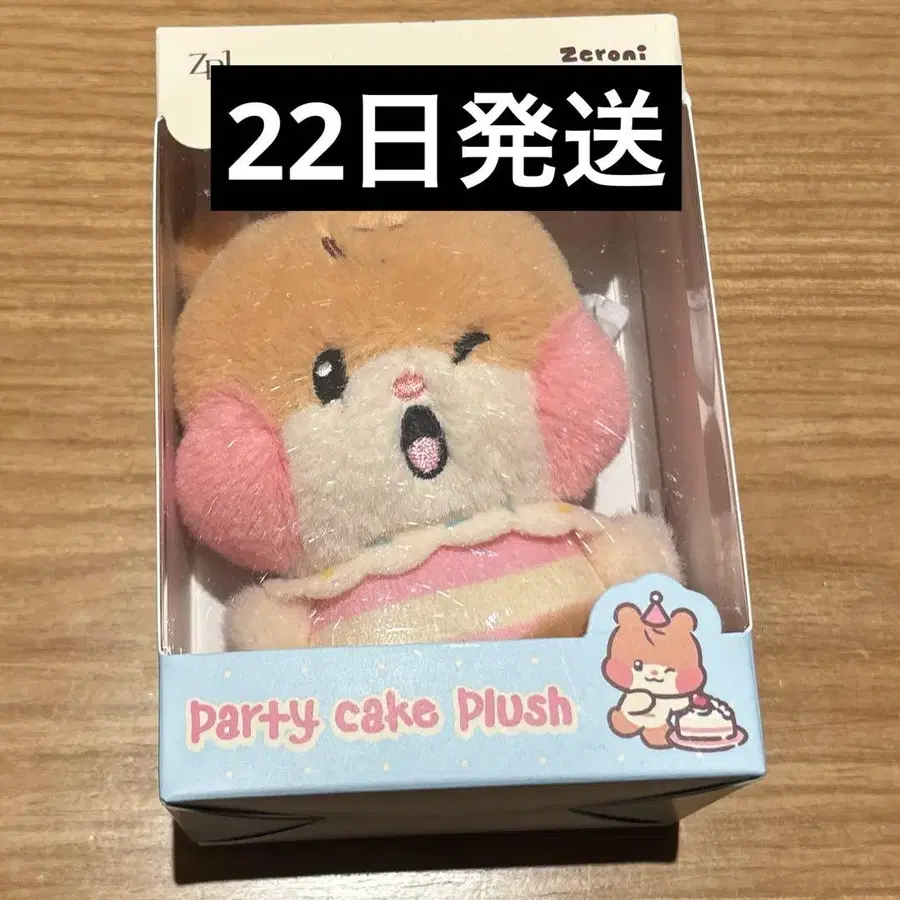 Zeroni
22日発送
party cake plush